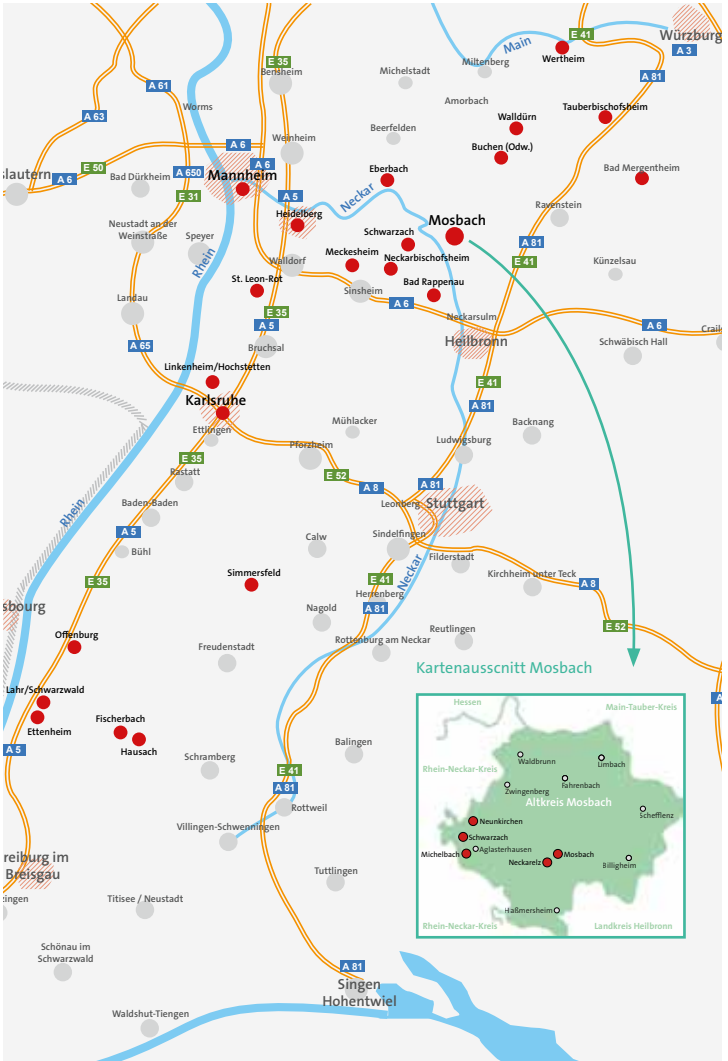 E 41
Main
Würzburg
E 35
A 3
Wertheim
Miltenberg
Bensheim
A 81
Michelstadt
A 61
Amorbach
Worms
Tauberbischofsheim
A 63
Walldürn
Beerfelden
Weinheim
A 6
Buchen (Odw.)
A 6
E 50
Eberbach
Bad Mergentheim
slautern
A 6
Bad Dürkheim
A 650
Mannheim
E 31
A 5
Neckar
Ravenstein
Heidelberg
Mosbach
Neustadt an der
Weinstraße
Speyer
Schwarzach
A 81
Meckesheim
Neckarbischofsheim
Rhein
Walldorf
E 41
Künzelsau
St. Leon-Rot
Bad Rappenau
Sinsheim
Landau
A 6
E 35
Neckarsulm
A 5
A 6
Crail
A 65
Bruchsal
Heilbronn
Schwäbisch Hall
Linkenheim/Hochstetten
E 41
Karlsruhe
A 81
Mühlacker
Backnang
Ettlingen
Pforzheim
Ludwigsburg
E 35
Rastatt
E 52
A 8
A 81
Baden-Baden
Leonberg
Stuttgart
Rhein
A 5
Calw
Sindelfingen
Bühl
Filderstadt
Simmersfeld
Neckar
Kirchheim unter Teck
E 35
E 41
A 8
Herrenberg
sbourg
Nagold
A 81
E 52
Offenburg
Reutlingen
Freudenstadt
Rottenburg am Neckar
Kartenausscnitt Mosbach
Lahr/Schwarzwald
A
Hessen
Main-Tauber-Kreis
Fischerbach
Ettenheim
Hausach
A 5
Balingen
Schramberg
Waldbrunn
Limbach
Rhein-Neckar-Kreis
E 41
Fahrenbach
A 81
Zwingenberg
Altkreis Mosbach
Rottweil
Schefflenz
Neunkirchen
Villingen-Schwenningen
Schwarzach
Aglasterhausen
Michelbach
Mosbach
Neckarelz
Billigheim
reiburg im
Breisgau
Tuttlingen
zingen
Titisee / Neustadt
Haßmersheim
Rhein-Neckar-Kreis
Landkreis Heilbronn
Schönau im
Schwarzwald
A 81
Singen
Hohentwiel
Waldshut-Tiengen